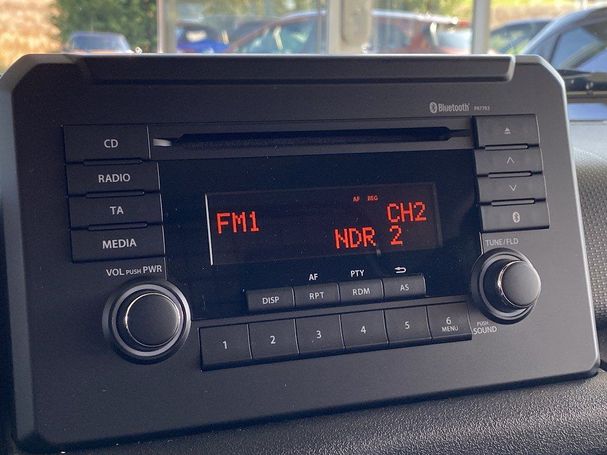 Bluetooth PA7763
CD
RADIO
TA
MEDIA
VOL PUSH PWR
AF REG
FM1 CH2
NDR 2
TUNE/FLD
AF PTY
DISP RPT RDM AS
1 2 3 4 5 6
MENU
PUSH
SOUND